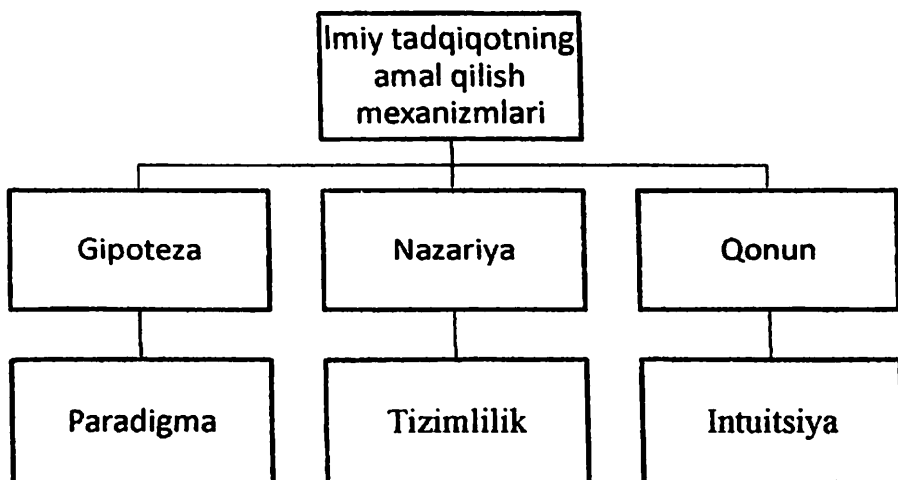 Imiy tadqiqotning
amal qilish
mexanizmlari
Gipoteza
Nazariya
Qonun
Paradigma
Tizimlilik
Intuitsiya